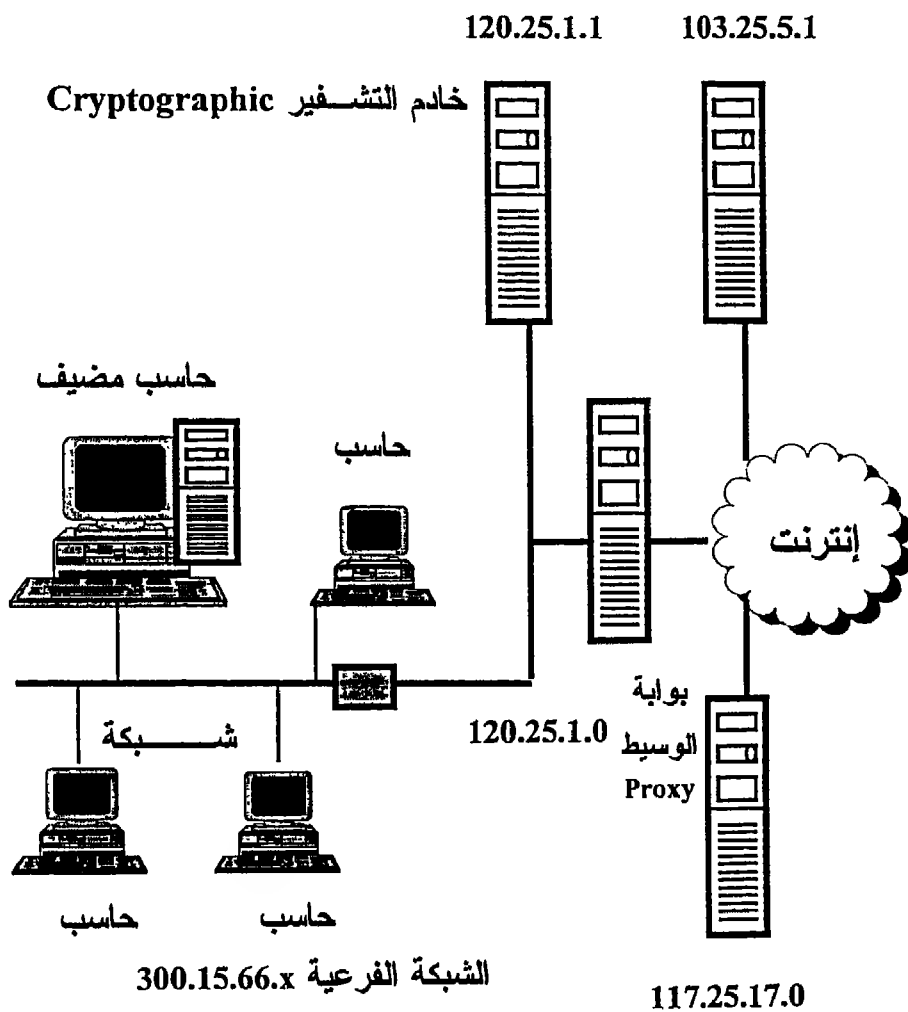 120.25.1.1
103.25.5.1
خادم التشفير Cryptographic
حاسب مضيف
حاسب
إنترنت
بوابة
الوسيط
Proxy
120.25.1.0
شبكة
حاسب
حاسب
الشبكة الفرعية 300.15.66.x
117.25.17.0